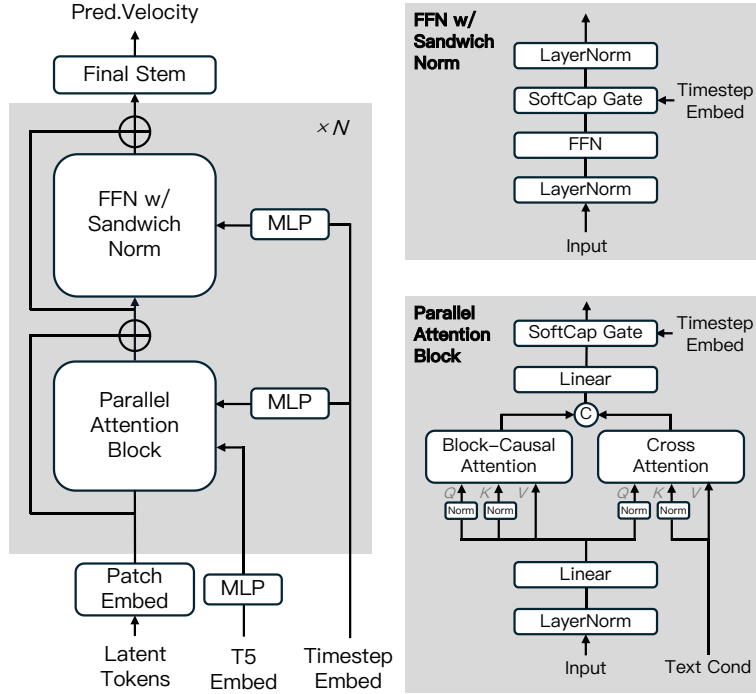 Pred.Velocity
Final Stem
×N
FFN w/
Sandwich
Norm
MLP
Parallel
Attention
Block
MLP
Patch
Embed
MLP
Latent
Tokens
T5
Embed
Timestep
Embed
FFN w/
Sandwich
Norm
LayerNorm
SoftCap Gate
Timestep
Embed
FFN
LayerNorm
Input
Parallel
Attention
Block
SoftCap Gate
Timestep
Embed
Linear
C
Block-Causal
Attention
Cross
Attention
Q K V Q K V
Norm Norm Norm Norm
Linear
LayerNorm
Input Text Cond